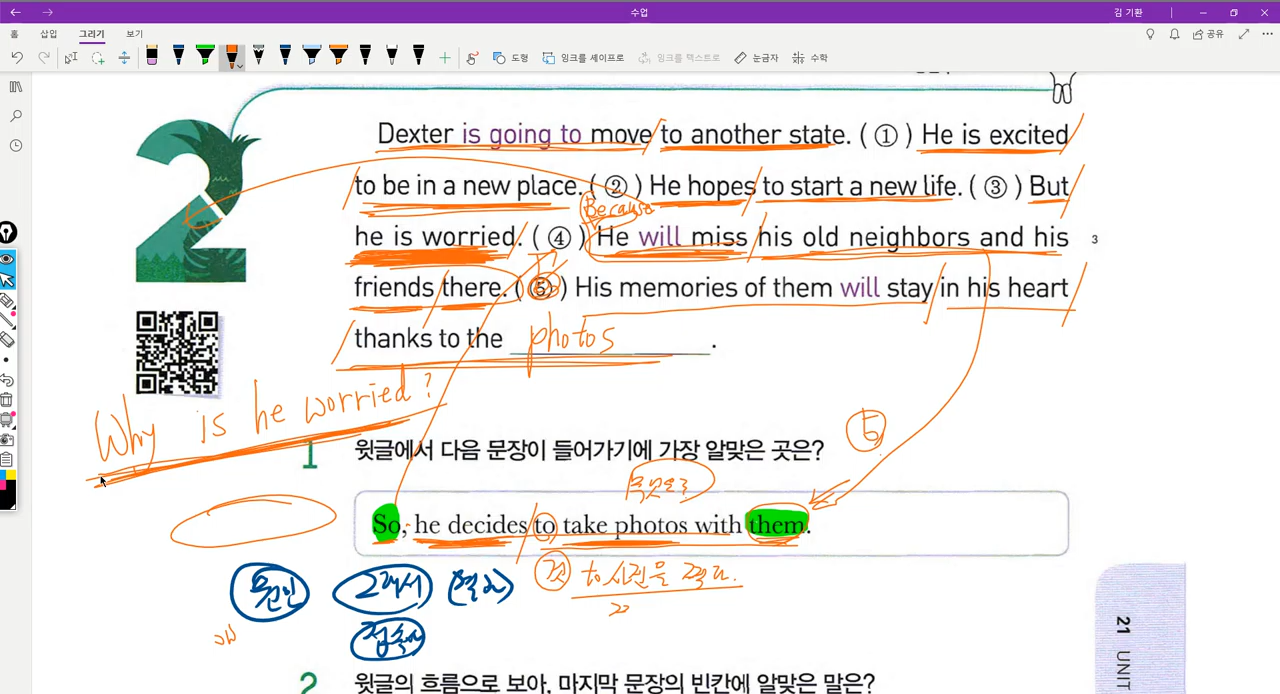 수업
김 기환
홈 삽입 그리기 보기
공유
도형 잉크를 셰이프로 잉크를 텍스트로 눈금자 수학
2
Dexter is going to move to another state. ( ① ) He is excited
to be in a new place. ( ② ) He hopes to start a new life. ( ③ ) But
Because
he is worried. ( ④ ) He will miss his old neighbors and his
3
friends there. ( ⑤ ) His memories of them will stay in his heart
thanks to the photos .
Why is he worried?
1 윗글에서 다음 문장이 들어가기에 가장 알맞은 곳은?
5
So, he decides to take photos with them.
원인 그래서
것 to 사진을 찍다.
접속사
21 UNIT
2 윗글의 흐름으로 보아, 마지막 문장의 빈칸에 알맞은 말은?